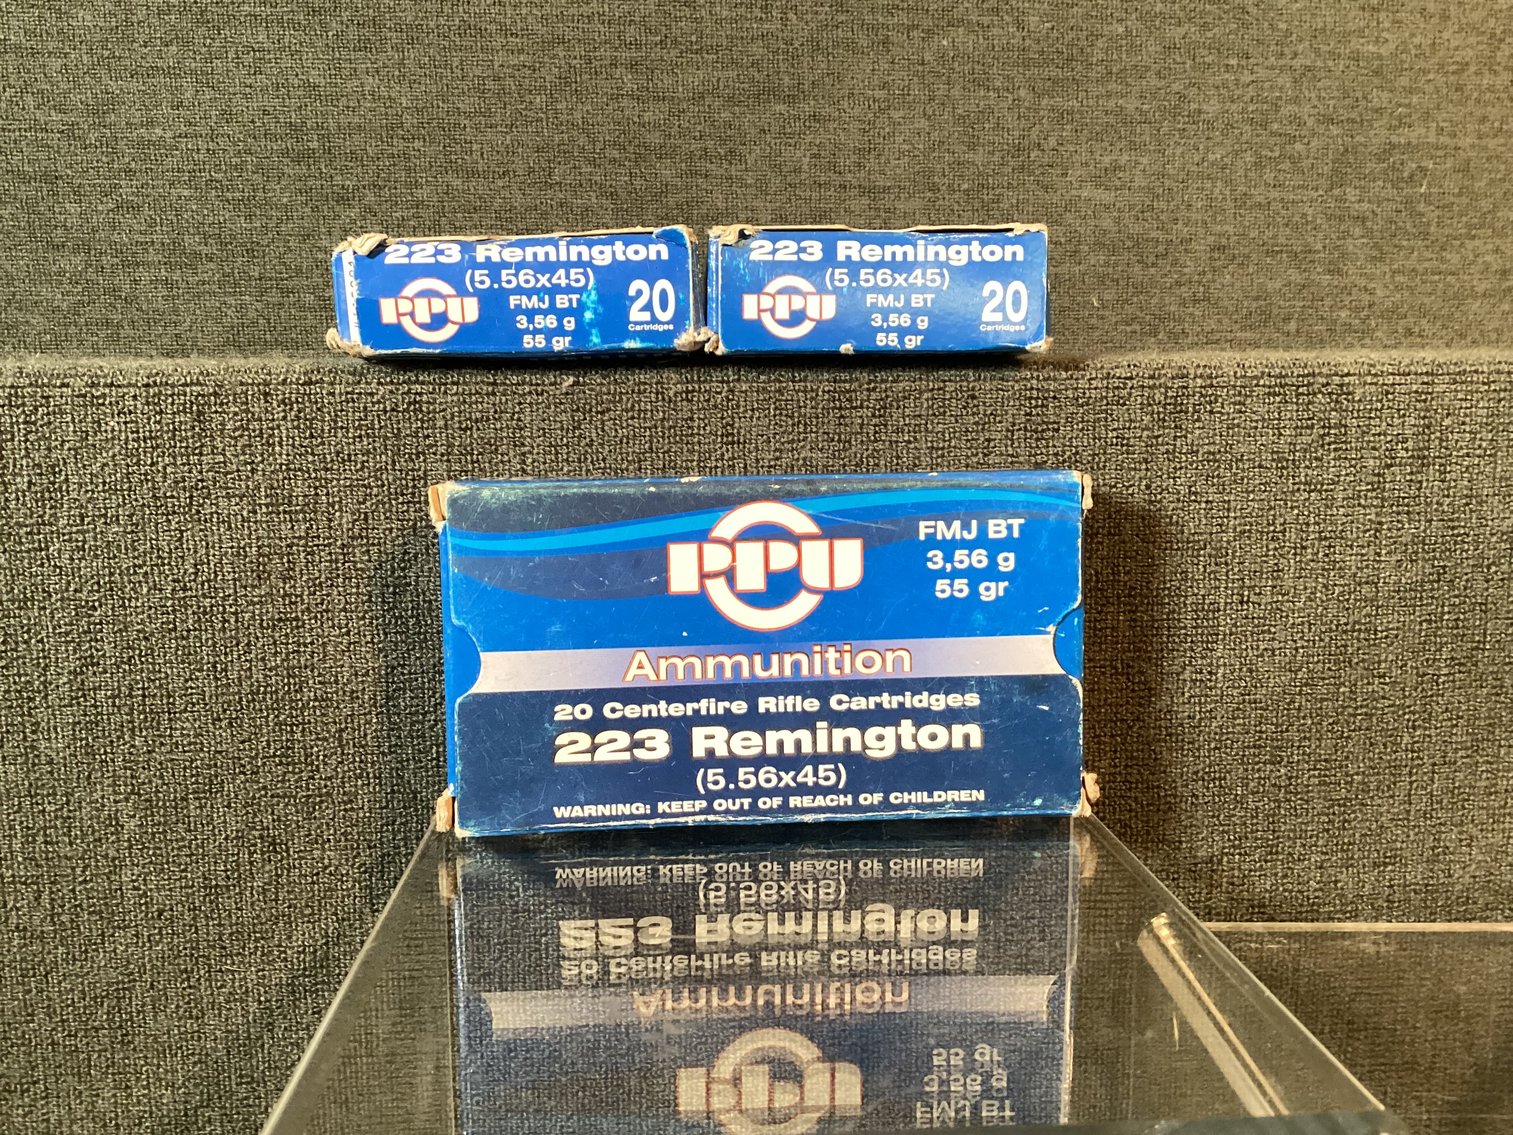 223 Remington
(5.56x45)
PPU
FMJ BT
3,56 g
55 gr
20
Cartridges
223 Remington
(5.56x45)
PPU
FMJ BT
3,56 g
55 gr
20
Cartridges
PPU
FMJ BT
3,56 g
55 gr
Ammunition
20 Centerfire Rifle Cartridges
223 Remington
(5.56x45)
WARNING: KEEP OUT OF REACH OF CHILDREN